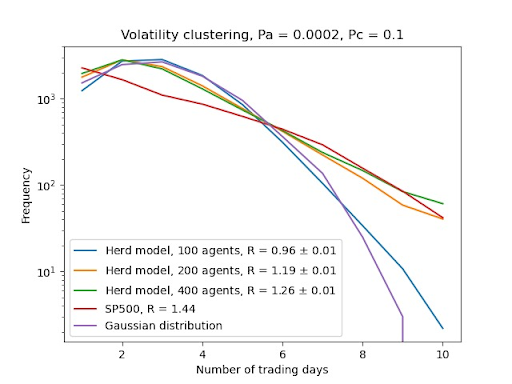 Volatility clustering, Pa = 0.0002, Pc = 0.1
Frequency
10³
10²
10¹
Herd model, 100 agents, R = 0.96 ± 0.01
Herd model, 200 agents, R = 1.19 ± 0.01
Herd model, 400 agents, R = 1.26 ± 0.01
SP500, R = 1.44
Gaussian distribution
2 4 6 8 10
Number of trading days